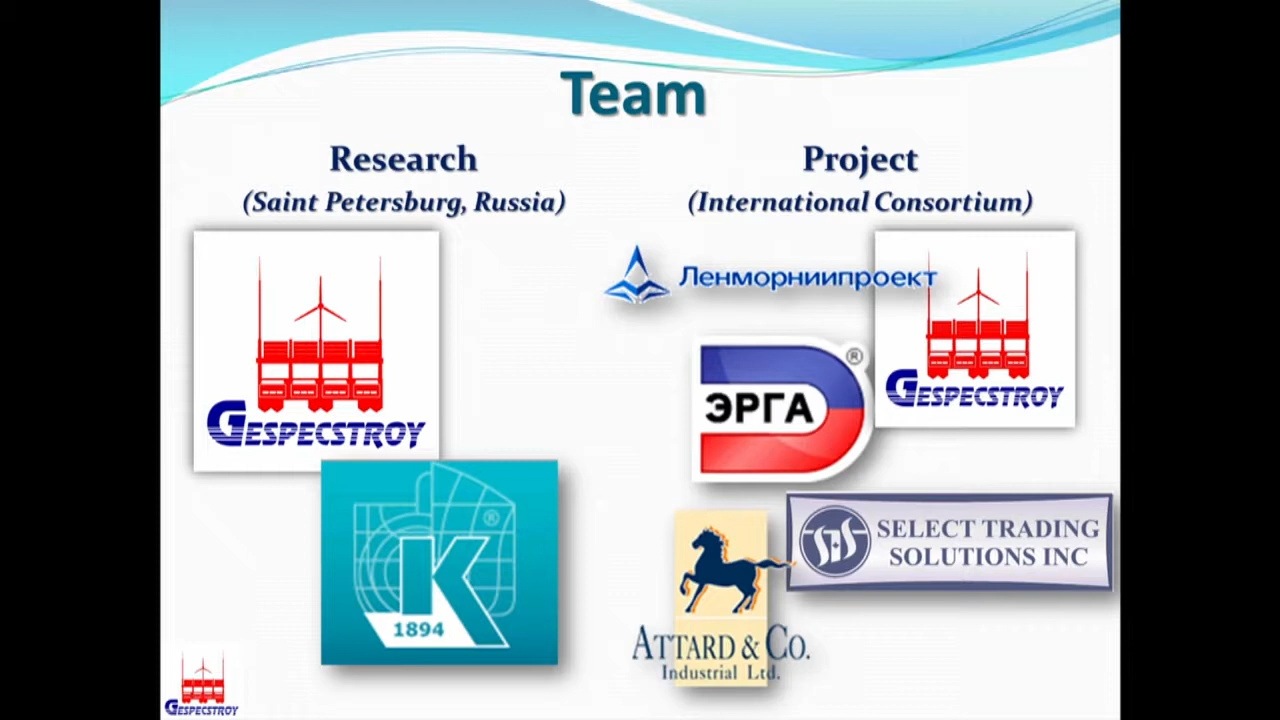 Team
Research
(Saint Petersburg, Russia)
GESPECSTROY
K
®
1894
GESPECSTROY
Project
(International Consortium)
Ленморниипроект
GESPECSTROY
®
ЭРГА
SELECT TRADING
SOLUTIONS INC
STS
ATTARD & CO.
Industrial Ltd.